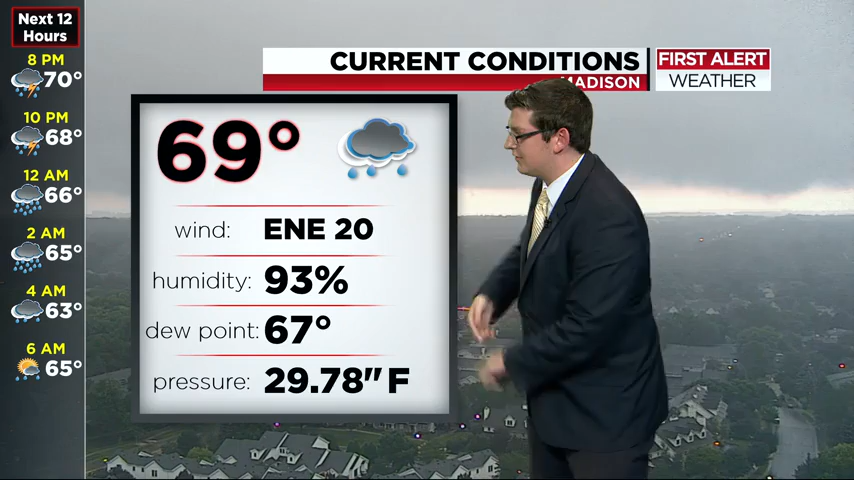 Next 12
Hours
8 PM
70°
10 PM
68°
12 AM
66°
2 AM
65°
4 AM
63°
6 AM
65°
CURRENT CONDITIONS
MADISON
FIRST ALERT
WEATHER
69°
wind: ENE 20
humidity: 93%
dew point: 67°
pressure: 29.78" F